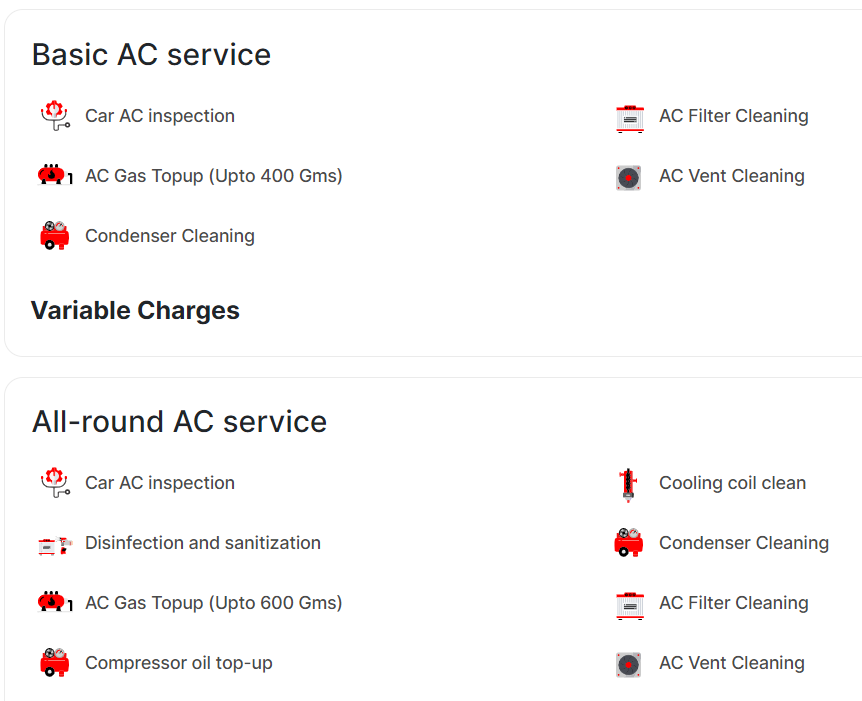 Basic AC service
Car AC inspection
AC Filter Cleaning
AC Gas Topup (Upto 400 Gms)
AC Vent Cleaning
Condenser Cleaning
Variable Charges
All-round AC service
Car AC inspection
Cooling coil clean
Disinfection and sanitization
Condenser Cleaning
AC Gas Topup (Upto 600 Gms)
AC Filter Cleaning
Compressor oil top-up
AC Vent Cleaning